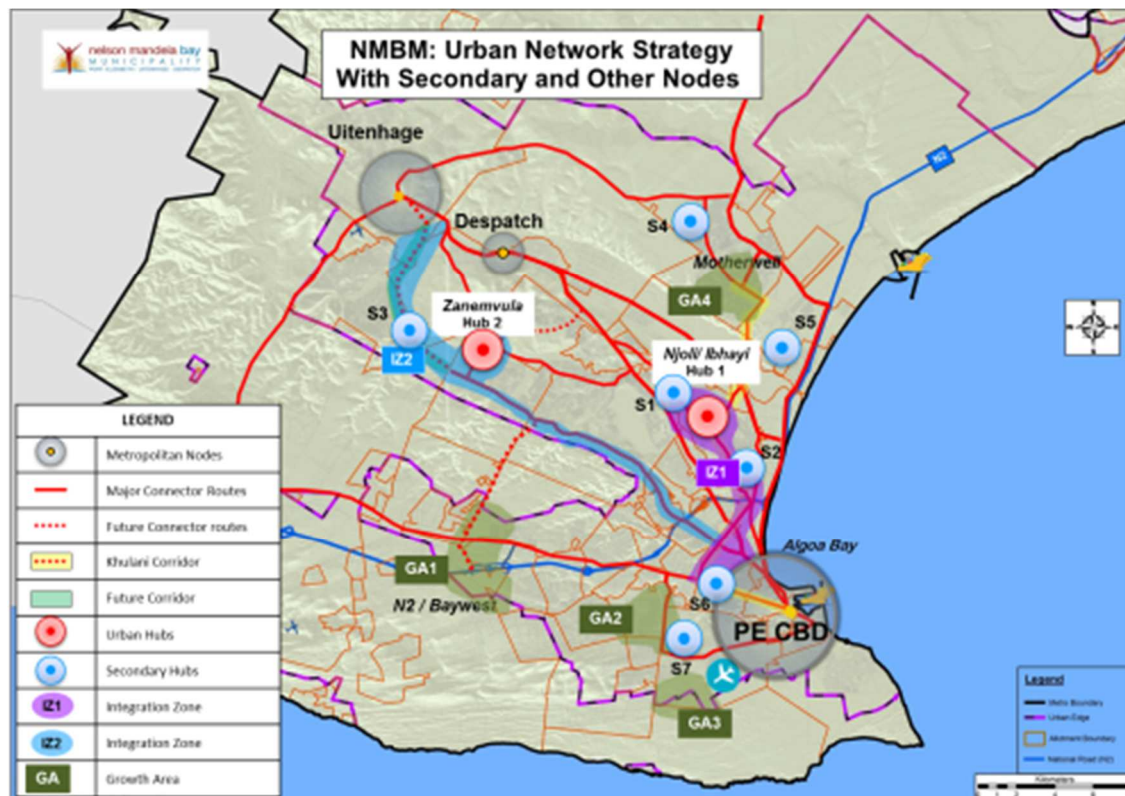 nelson mandela bay
MUNICIPALITY
NMBM: Urban Network Strategy
With Secondary and Other Nodes
Uitenhage
N2
Despatch
S4
Motherwell
GA4
Zanemvula
Hub 2
S3
IZ2
S5
Njoli/ Ibhayi
Hub 1
S1
S2
IZ1
Algoa Bay
GA1
N2 / Baywest
S6
GA2
PE CBD
S7
GA3
LEGEND
Metropolitan Nodes
Major Connector Routes
Future Connector routes
Khulani Corridor
Future Corridor
Urban Hubs
Secondary Hubs
IZ1 Integration Zone
IZ2 Integration Zone
GA Growth Area
Legend
Metro Boundary
Urban Edge
Allotment Boundary
National Road (N2)
Kilometers